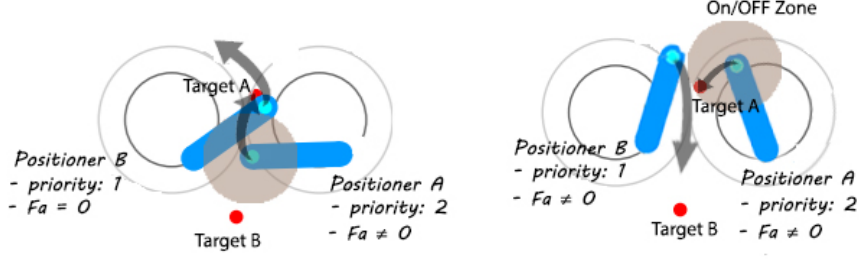 On/OFF Zone
Target A
Positioner B
- priority: 1
- Fa = 0
Positioner A
- priority: 2
- Fa ≠ 0
Target B
Target A
Positioner B
- priority: 1
- Fa ≠ 0
Positioner A
- priority: 2
- Fa ≠ 0
Target B